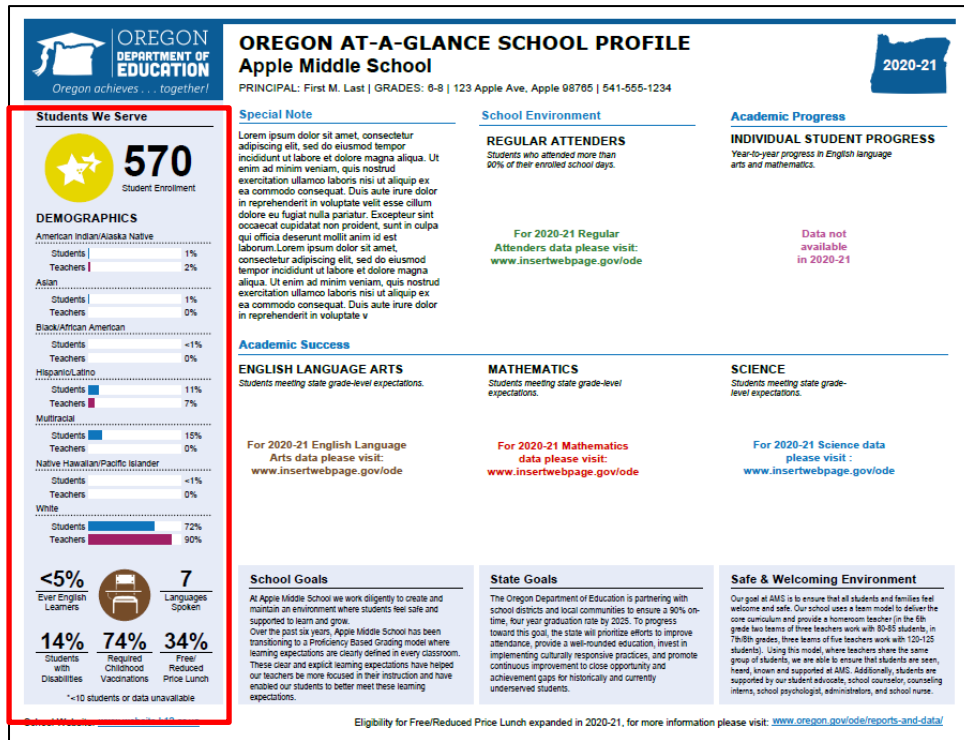 OREGON
DEPARTMENT OF
EDUCATION
Oregon achieves . . . together!
OREGON AT-A-GLANCE SCHOOL PROFILE
Apple Middle School
PRINCIPAL: First M. Last | GRADES: 6-8 | 123 Apple Ave, Apple 98765 | 541-555-1234
2020-21
Students We Serve
570
Student Enrollment
DEMOGRAPHICS
American Indian/Alaska Native
Students 1%
Teachers 2%
Asian
Students 1%
Teachers 0%
Black/African American
Students <1%
Teachers 0%
Hispanic/Latino
Students 11%
Teachers 7%
Multiracial
Students 15%
Teachers 0%
Native Hawaiian/Pacific Islander
Students <1%
Teachers 0%
White
Students 72%
Teachers 90%
<5%
Ever English
Learners
7
Languages
Spoken
14%
Students
with
Disabilities
74%
Required
Childhood
Vaccinations
34%
Free/
Reduced
Price Lunch
*<10 students or data unavailable
Special Note
Lorem ipsum dolor sit amet, consectetur
adipiscing elit, sed do eiusmod tempor
incididunt ut labore et dolore magna aliqua. Ut
enim ad minim veniam, quis nostrud
exercitation ullamco laboris nisi ut aliquip ex
ea commodo consequat. Duis aute irure dolor
in reprehenderit in voluptate velit esse cillum
dolore eu fugiat nulla pariatur. Excepteur sint
occaecat cupidatat non proident, sunt in culpa
qui officia deserunt mollit anim id est
laborum.Lorem ipsum dolor sit amet,
consectetur adipiscing elit, sed do eiusmod
tempor incididunt ut labore et dolore magna
aliqua. Ut enim ad minim veniam, quis nostrud
exercitation ullamco laboris nisi ut aliquip ex
ea commodo consequat. Duis aute irure dolor
in reprehenderit in voluptate v
School Environment
REGULAR ATTENDERS
Students who attended more than
90% of their enrolled school days.
For 2020-21 Regular
Attenders data please visit:
www.insertwebpage.gov/ode
Academic Progress
INDIVIDUAL STUDENT PROGRESS
Year-to-year progress in English language
arts and mathematics.
Data not
available
in 2020-21
Academic Success
ENGLISH LANGUAGE ARTS
Students meeting state grade-level expectations.
For 2020-21 English Language
Arts data please visit:
www.insertwebpage.gov/ode
MATHEMATICS
Students meeting state grade-level
expectations.
For 2020-21 Mathematics
data please visit:
www.insertwebpage.gov/ode
SCIENCE
Students meeting state grade-
level expectations.
For 2020-21 Science data
please visit :
www.insertwebpage.gov/ode
School Goals
At Apple Middle School we work diligently to create and
maintain an environment where students feel safe and
supported to learn and grow.
Over the past six years, Apple Middle School has been
transitioning to a Proficiency Based Grading model where
learning expectations are clearly defined in every classroom.
These clear and explicit learning expectations have helped
our teachers be more focused in their instruction and have
enabled our students to better meet these learning
expectations.
State Goals
The Oregon Department of Education is partnering with
school districts and local communities to ensure a 90% on-
time, four year graduation rate by 2025. To progress
toward this goal, the state will prioritize efforts to improve
attendance, provide a well-rounded education, invest in
implementing culturally responsive practices, and promote
continuous improvement to close opportunity and
achievement gaps for historically and currently
underserved students.
Safe & Welcoming Environment
Our goal at AMS is to ensure that all students and families feel
welcome and safe. Our school uses a team model to deliver the
core curriculum and provide a homeroom teacher (in the 6th
grade two teams of three teachers work with 80-85 students, in
7th/8th grades, three teams of five teachers work with 120-125
students). Using this model, where teachers share the same
group of students, we are able to ensure that students are seen,
heard, known and supported at AMS. Additionally, students are
supported by our student advocate, school counselor, counseling
interns, school psychologist, administrators, and school nurse.
School Website:
Eligibility for Free/Reduced Price Lunch expanded in 2020-21, for more information please visit: www.oregon.gov/ode/reports-and-data/